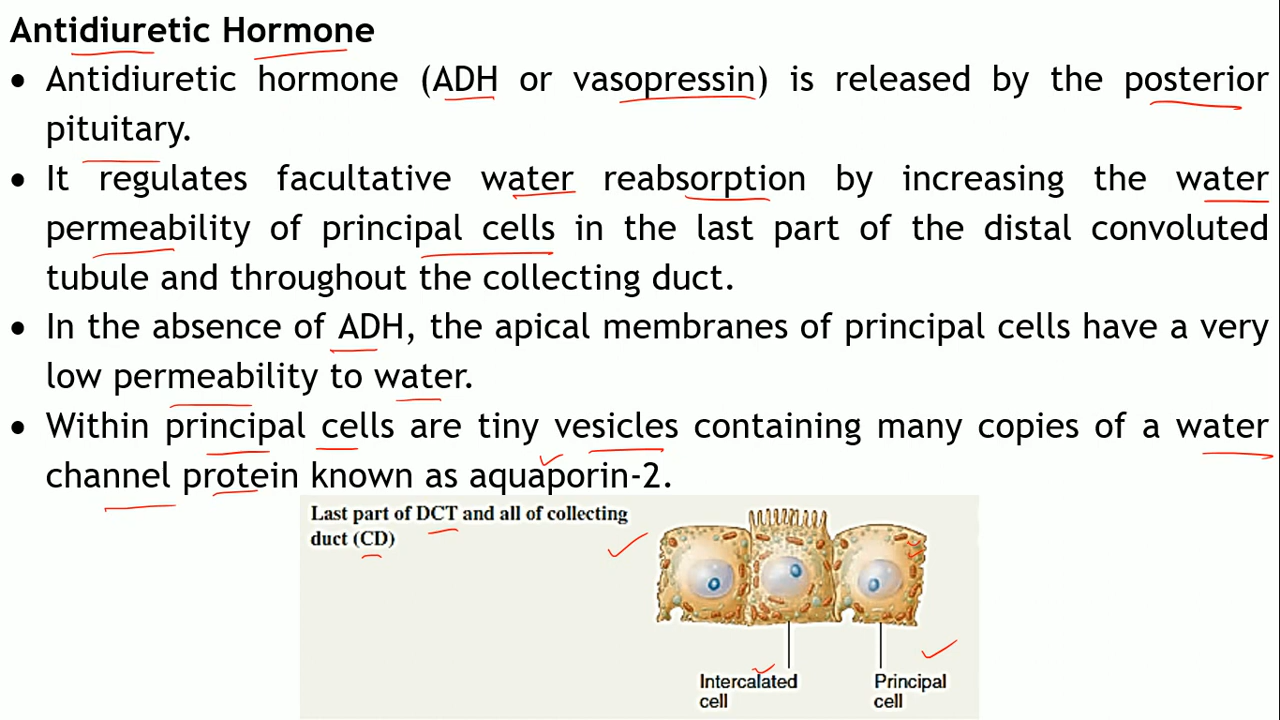 Antidiuretic Hormone
• Antidiuretic hormone (ADH or vasopressin) is released by the posterior
pituitary.
• It regulates facultative water reabsorption by increasing the water
permeability of principal cells in the last part of the distal convoluted
tubule and throughout the collecting duct.
• In the absence of ADH, the apical membranes of principal cells have a very
low permeability to water.
• Within principal cells are tiny vesicles containing many copies of a water
channel protein known as aquaporin-2.
Last part of DCT and all of collecting
duct (CD)
Intercalated
cell
Principal
cell